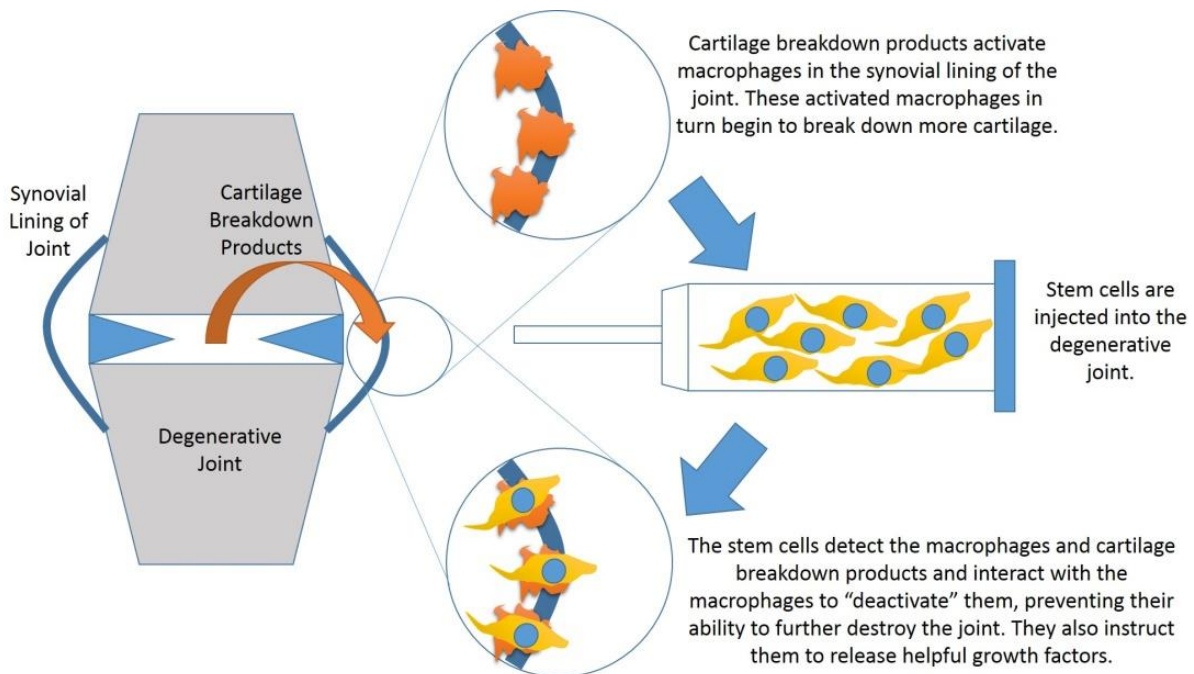 Cartilage breakdown products activate
macrophages in the synovial lining of the
joint. These activated macrophages in
turn begin to break down more cartilage.
Synovial
Lining of
Joint
Cartilage
Breakdown
Products
Stem cells are
injected into the
degenerative
joint.
Degenerative
Joint
The stem cells detect the macrophages and cartilage
breakdown products and interact with the
macrophages to “deactivate” them, preventing their
ability to further destroy the joint. They also instruct
them to release helpful growth factors.